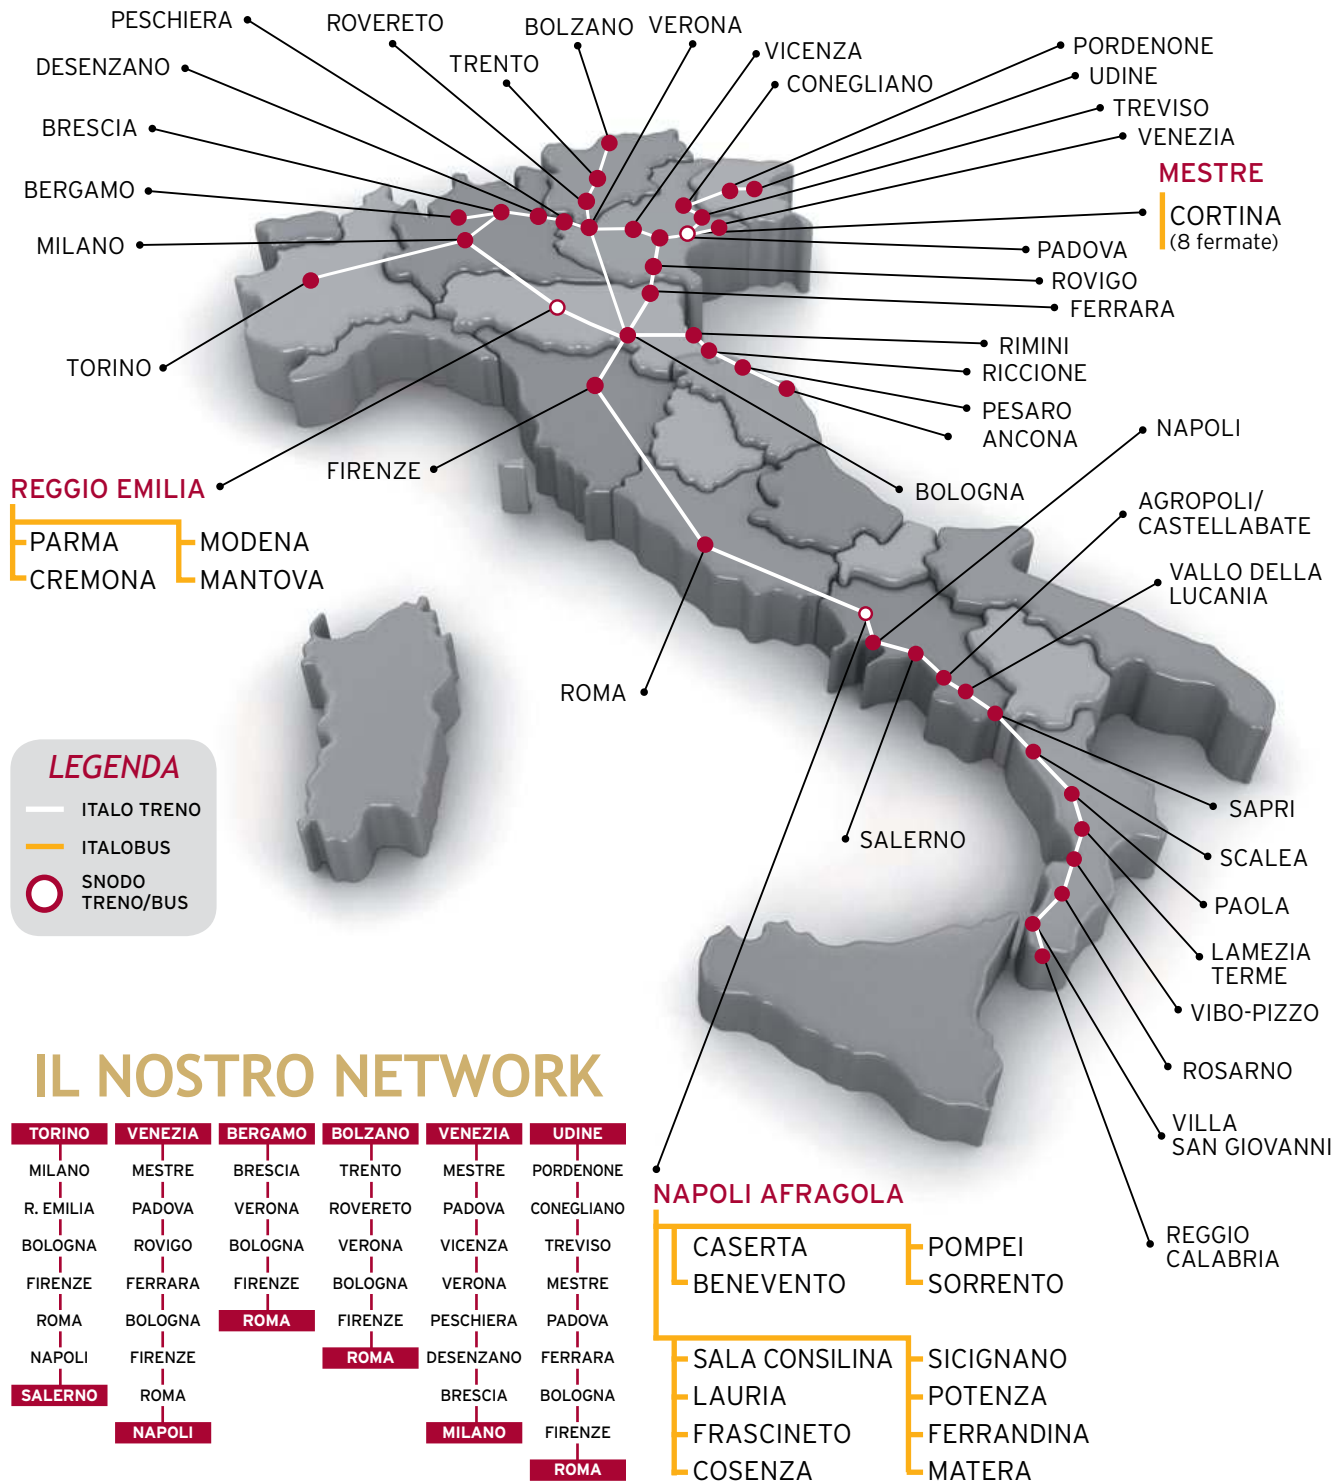 PESCHIERA
ROVERETO
BOLZANO
VERONA
DESENZANO
TRENTO
VICENZA
CONEGLIANO
PORDENONE
UDINE
TREVISO
VENEZIA
BRESCIA
BERGAMO
MILANO
TORINO
MESTRE
CORTINA
(8 fermate)
PADOVA
ROVIGO
FERRARA
RIMINI
RICCIONE
PESARO
ANCONA
NAPOLI
FIRENZE
BOLOGNA
REGGIO EMILIA
PARMA
MODENA
CREMONA
MANTOVA
AGROPOLI/
CASTELLABATE
VALLO DELLA
LUCANIA
ROMA
SALERNO
SAPRI
SCALEA
PAOLA
LAMEZIA
TERME
VIBO-PIZZO
ROSARNO
VILLA
SAN GIOVANNI
REGGIO
CALABRIA
LEGENDA
ITALO TRENO
ITALOBUS
SNODO
TRENO/BUS
IL NOSTRO NETWORK
TORINO
MILANO
R. EMILIA
BOLOGNA
FIRENZE
ROMA
NAPOLI
SALERNO
VENEZIA
MESTRE
PADOVA
ROVIGO
FERRARA
BOLOGNA
FIRENZE
ROMA
NAPOLI
BERGAMO
BRESCIA
VERONA
BOLOGNA
FIRENZE
ROMA
BOLZANO
TRENTO
ROVERETO
VERONA
BOLOGNA
FIRENZE
ROMA
VENEZIA
MESTRE
PADOVA
VICENZA
VERONA
PESCHIERA
DESENZANO
BRESCIA
MILANO
UDINE
PORDENONE
CONEGLIANO
TREVISO
MESTRE
PADOVA
FERRARA
BOLOGNA
FIRENZE
ROMA
NAPOLI AFRAGOLA
CASERTA
BENEVENTO
POMPEI
SORRENTO
SALA CONSILINA
LAURIA
FRASCINETO
COSENZA
SICIGNANO
POTENZA
FERRANDINA
MATERA